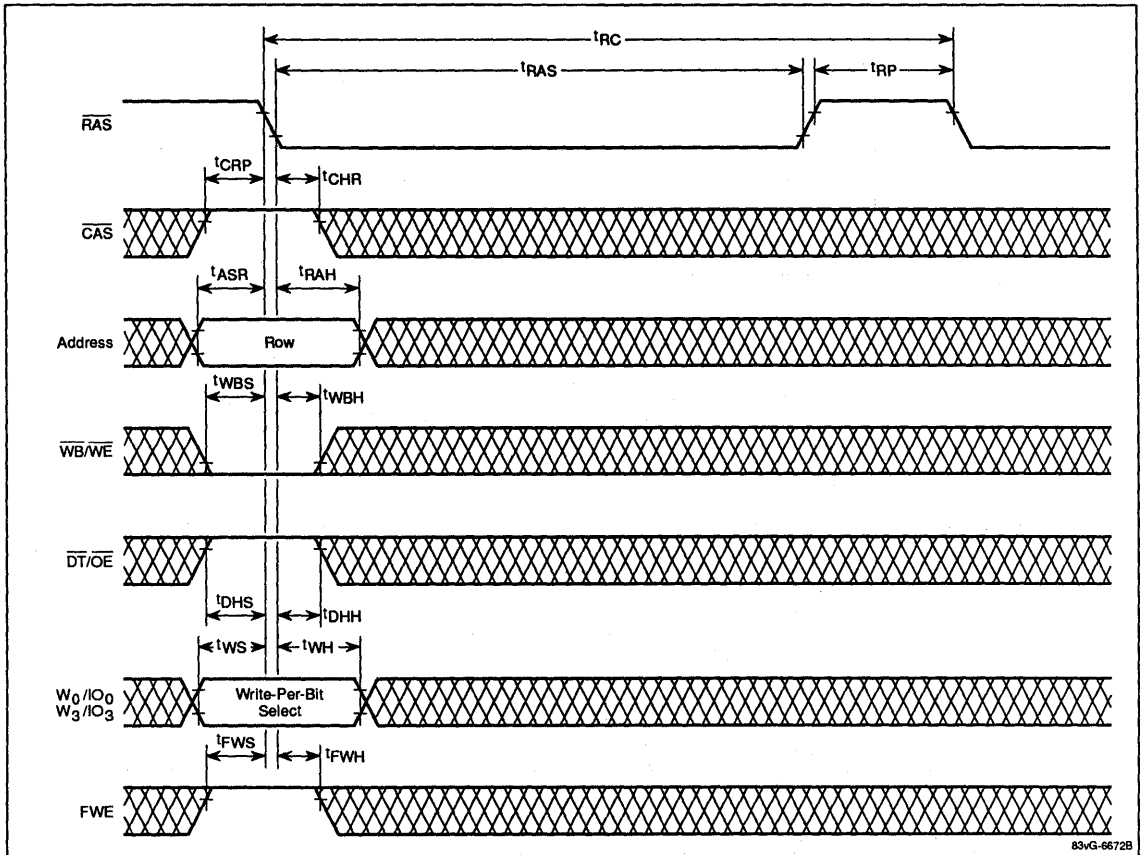 tRC
tRAS
tRP
RAS
tCRP
tCHR
CAS
tASR
tRAH
Address
Row
tWBS
tWBH
WB/WE
DT/OE
tDHS
tDHH
tWS
tWH
W0/IO0
W3/IO3
Write-Per-Bit
Select
tFWS
tFWH
FWE
83vG-6672B